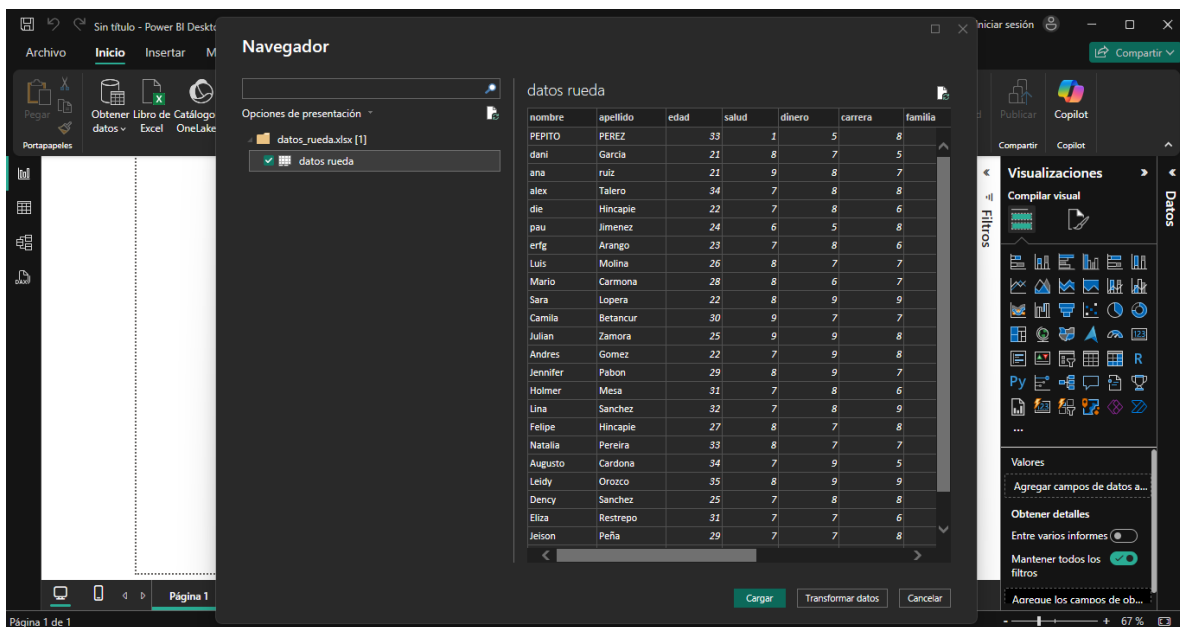 Sin título - Power BI Deskto
Iniciar sesión
Archivo
Inicio
Insertar
M
Compartir
Pegar
Obtener datos
Libro de Excel
Catálogo OneLake
Publicar
Copilot
Portapapeles
Compartir
Copilot
Navegador
Opciones de presentación
datos_rueda.xlsx [1]
datos rueda
datos rueda
nombre apellido edad salud dinero carrera familia
PEPITO PEREZ 33 1 5 8
dani Garcia 21 8 7 5
ana ruiz 21 9 8 7
alex Talero 34 7 8 8
die Hincapie 22 7 8 6
pau Jimenez 24 6 5 8
erfg Arango 23 7 8 6
Luis Molina 26 8 7 7
Mario Carmona 28 8 6 7
Sara Lopera 22 8 9 9
Camila Betancur 30 9 7 7
Julian Zamora 25 9 9 8
Andres Gomez 22 7 9 8
Jennifer Pabon 29 8 9 7
Holmer Mesa 31 7 8 6
Lina Sanchez 32 7 8 9
Felipe Hincapie 27 8 7 8
Natalia Pereira 33 8 7 7
Augusto Cardona 34 7 9 5
Leidy Orozco 35 8 9 9
Dency Sanchez 25 7 8 8
Eliza Restrepo 31 7 7 6
Jeison Peña 29 7 7 8
Cargar
Transformar datos
Cancelar
Filtros
Visualizaciones
Compilar visual
123
R
Py
Valores
Agregar campos de datos a...
Obtener detalles
Entre varios informes
Mantener todos los
filtros
Agregue los campos de ob...
Datos
Página 1
Página 1 de 1
67 %